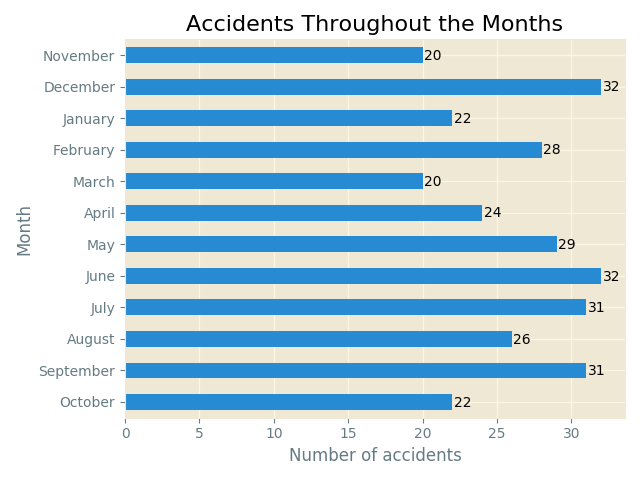 Accidents Throughout the Months
Month
November 20
December 32
January 22
February 28
March 20
April 24
May 29
June 32
July 31
August 26
September 31
October 22
0 5 10 15 20 25 30
Number of accidents